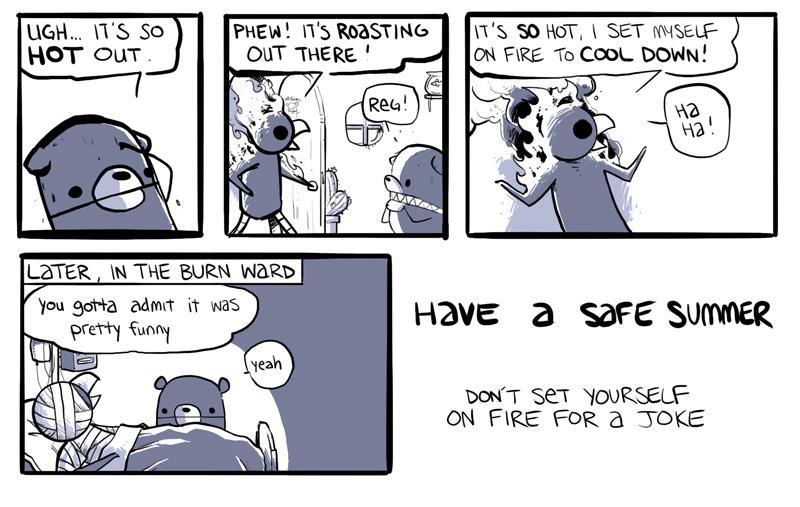 UGH... IT'S SO
HOT OUT.
PHEW! IT'S ROASTING
OUT THERE!
REG!
IT'S SO HOT, I SET MYSELF
ON FIRE TO COOL DOWN!
Ha
Ha!
LATER, IN THE BURN WARD
you gotta admit it was
pretty funny
yeah
HAVE a SAFE SUMMER
DON'T SET YOURSELF
ON FIRE FOR a JOKE